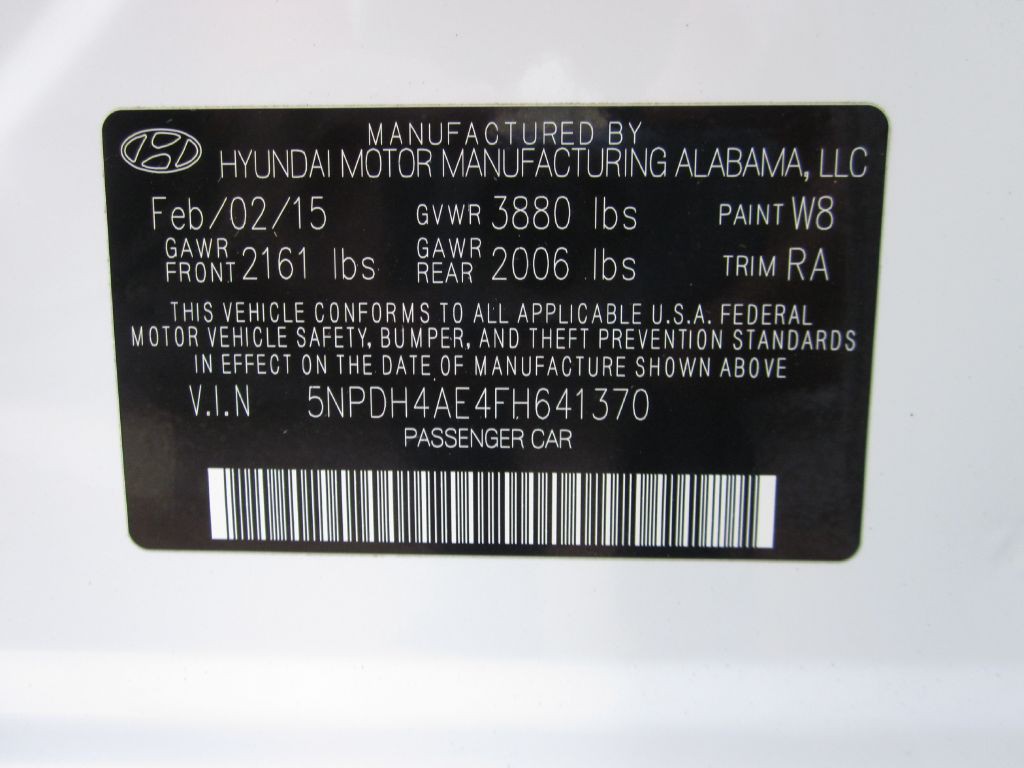 MANUFACTURED BY
HYUNDAI MOTOR MANUFACTURING ALABAMA, LLC
Feb/02/15 GVWR 3880 lbs PAINT W8
GAWR FRONT 2161 lbs GAWR REAR 2006 lbs TRIM RA
THIS VEHICLE CONFORMS TO ALL APPLICABLE U.S.A. FEDERAL
MOTOR VEHICLE SAFETY, BUMPER, AND THEFT PREVENTION STANDARDS
IN EFFECT ON THE DATE OF MANUFACTURE SHOWN ABOVE
V.I.N 5NPDH4AE4FH641370
PASSENGER CAR